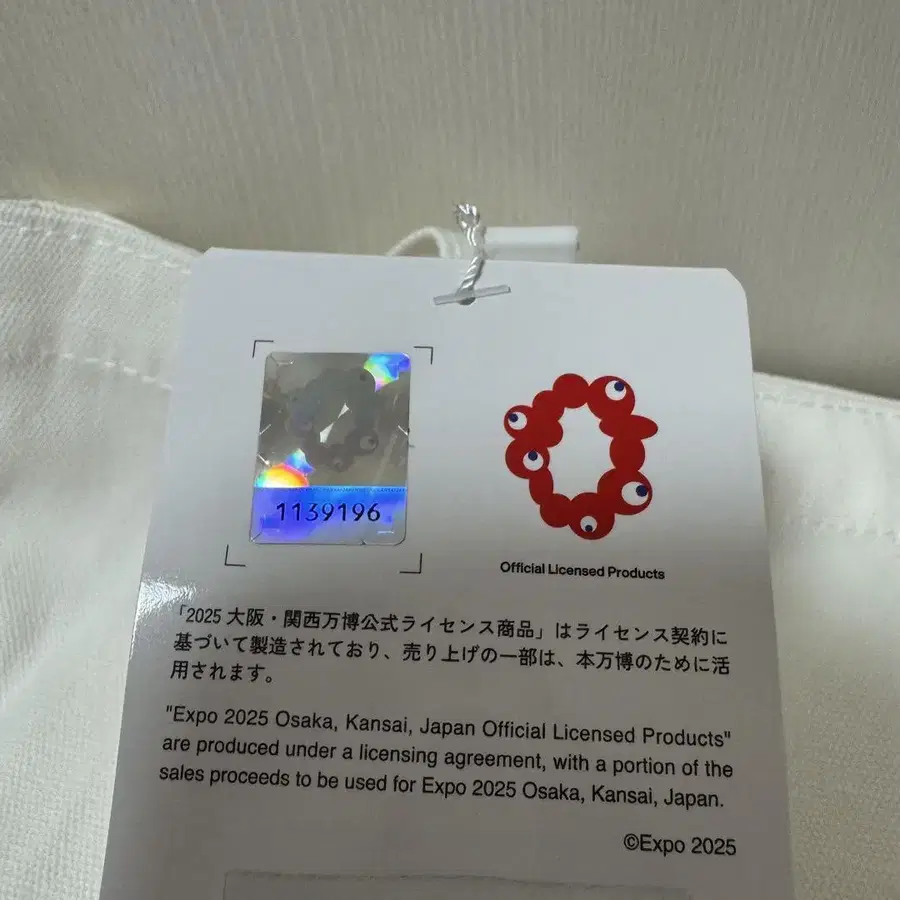 1139196
Official Licensed Products
「2025 大阪・関西万博公式ライセンス商品」はライセンス契約に
基づいて製造されており、売り上げの一部は、本万博のために活
用されます。
"Expo 2025 Osaka, Kansai, Japan Official Licensed Products"
are produced under a licensing agreement, with a portion of the
sales proceeds to be used for Expo 2025 Osaka, Kansai, Japan.
©Expo 2025